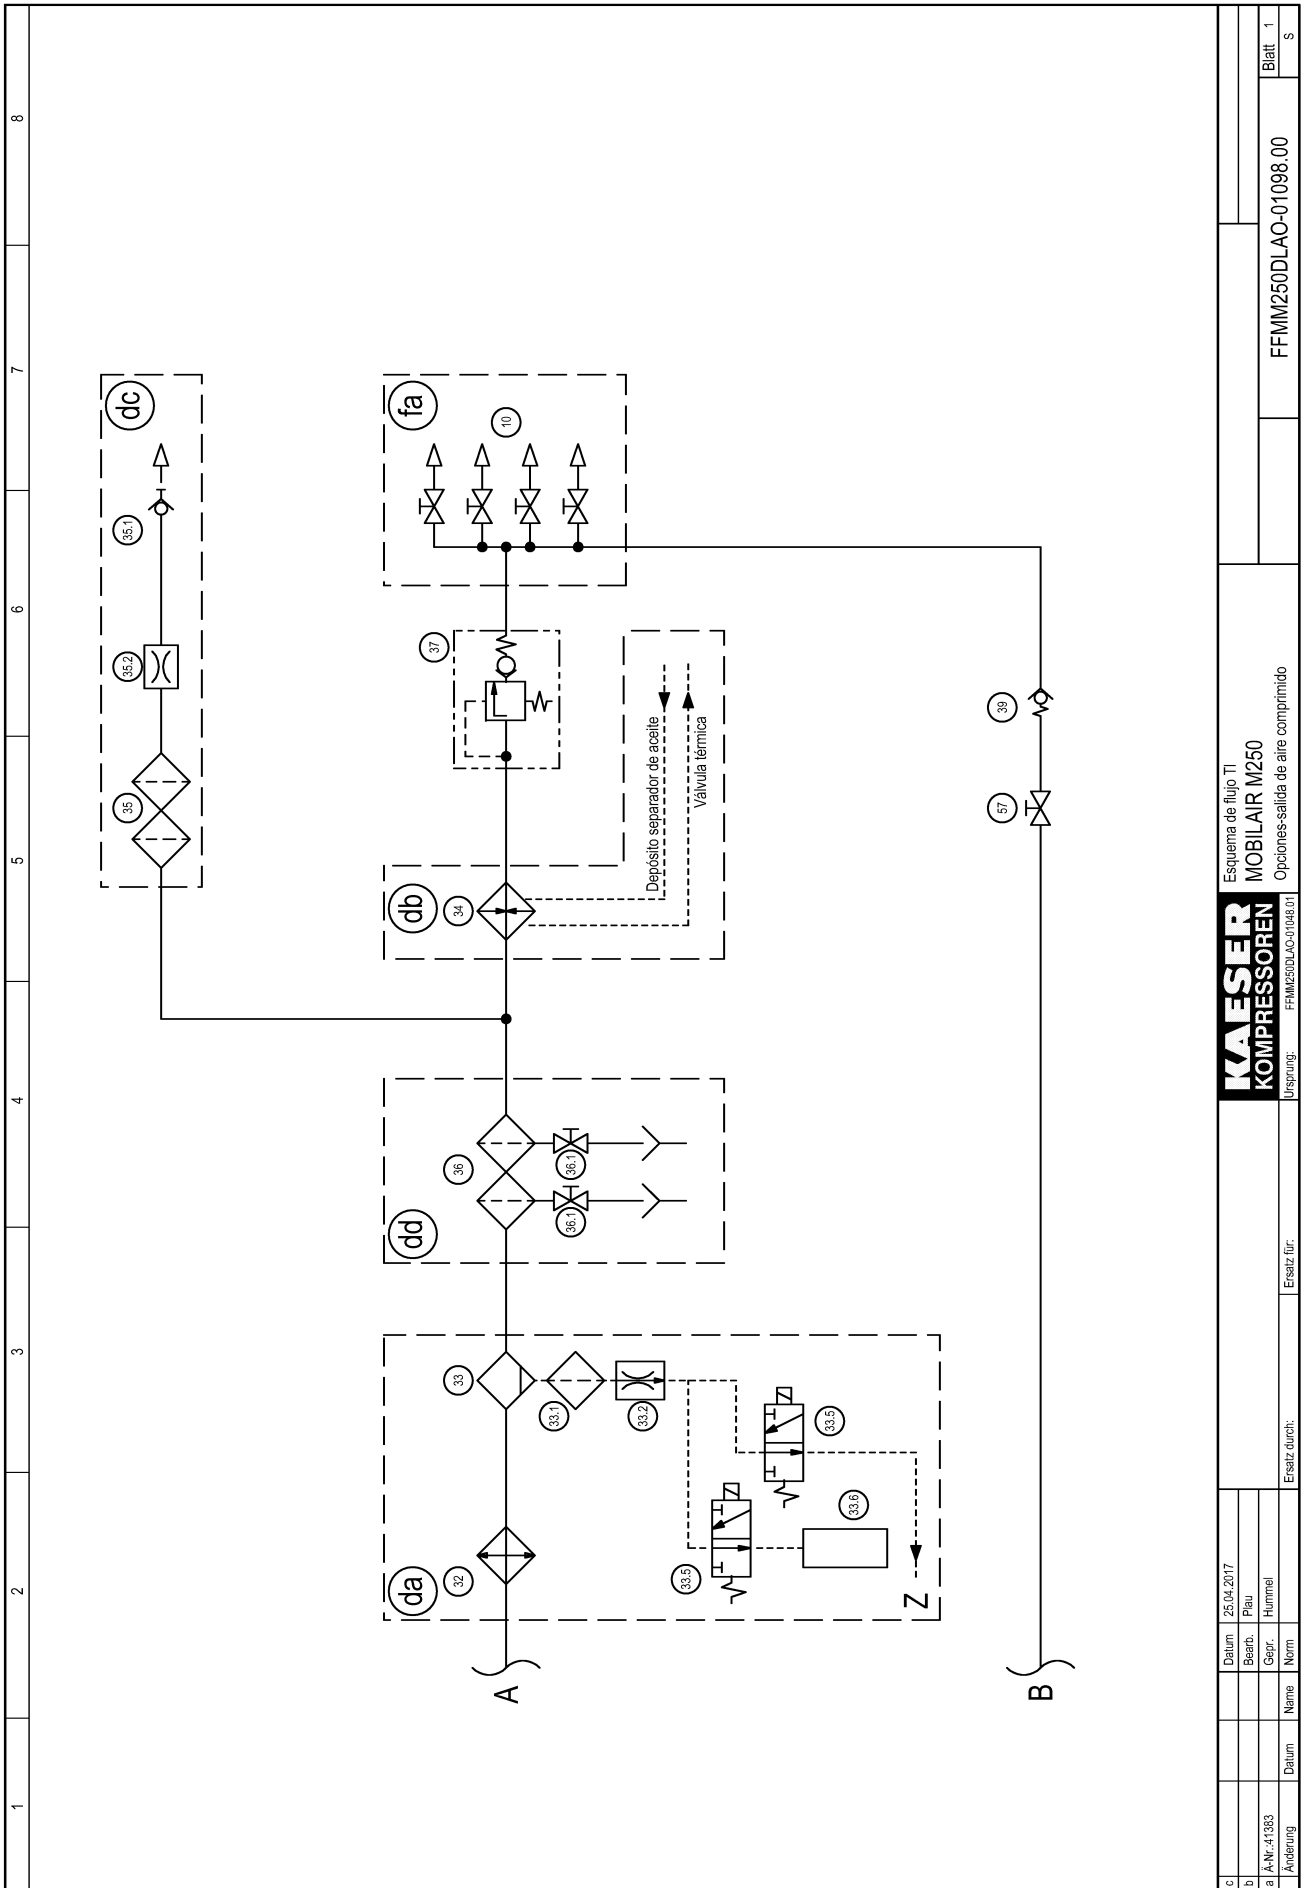 1
2
3
4
5
6
7
8
dc
35.1
35.2
35
fa
10
37
db
34
Depósito separador de aceite
Válvula térmica
dd
36
36.1
36.1
da
32
33
33.1
33.2
33.5
33.5
33.6
Z
A
39
57
B
c
b
a
Ä-Nr.:41383
Änderung
Datum
Name
Datum
25.04.2017
Bearb.
Plau
Gepr.
Hummel
Norm
Ersatz durch:
Ersatz für:
KAESER
KOMPRESSOREN
Ursprung:
FFMM250DLAO-01048.01
Esquema de flujo TI
MOBILAIR M250
Opciones-salida de aire comprimido
FFMM250DLAO-01098.00
Blatt 1
S